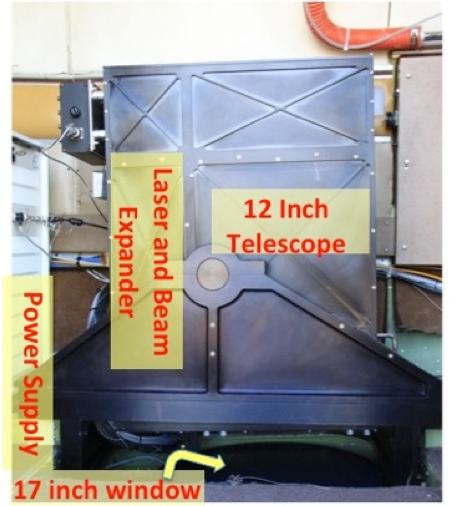 Laser and Beam
Expander
12 Inch
Telescope
Power Supply
17 inch window